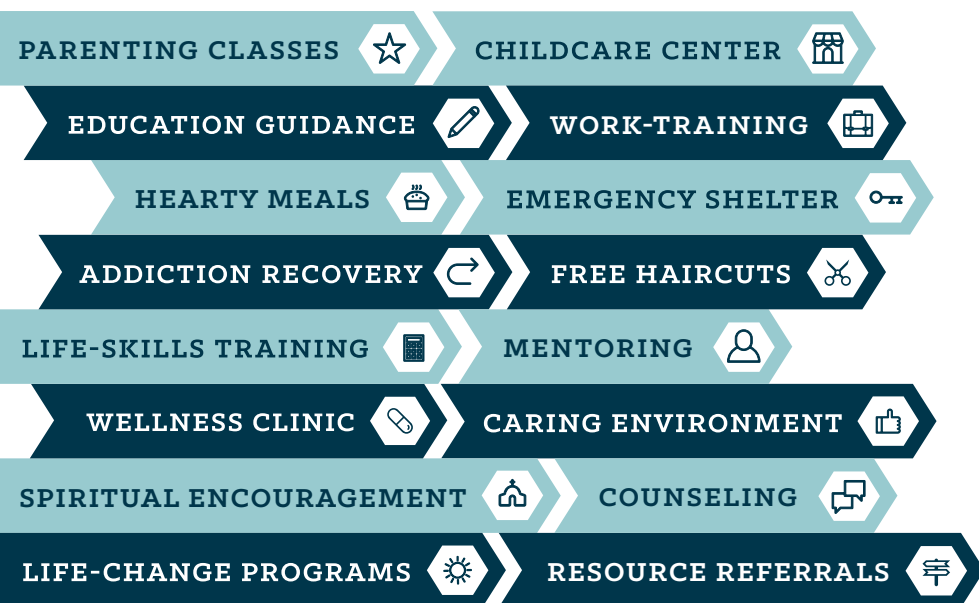 PARENTING CLASSES
CHILDCARE CENTER
EDUCATION GUIDANCE
WORK-TRAINING
HEARTY MEALS
EMERGENCY SHELTER
ADDICTION RECOVERY
FREE HAIRCUTS
LIFE-SKILLS TRAINING
MENTORING
WELLNESS CLINIC
CARING ENVIRONMENT
SPIRITUAL ENCOURAGEMENT
COUNSELING
LIFE-CHANGE PROGRAMS
RESOURCE REFERRALS